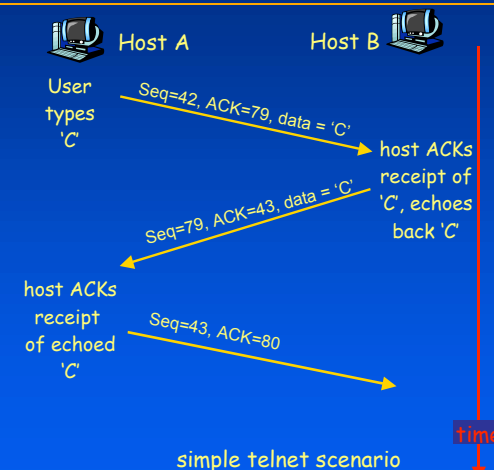 Host A
Host B
User
types
‘C’
Seq=42, ACK=79, data = ‘C’
host ACKs
receipt of
‘C’, echoes
back ‘C’
Seq=79, ACK=43, data = ‘C’
host ACKs
receipt
of echoed
‘C’
Seq=43, ACK=80
time
simple telnet scenario